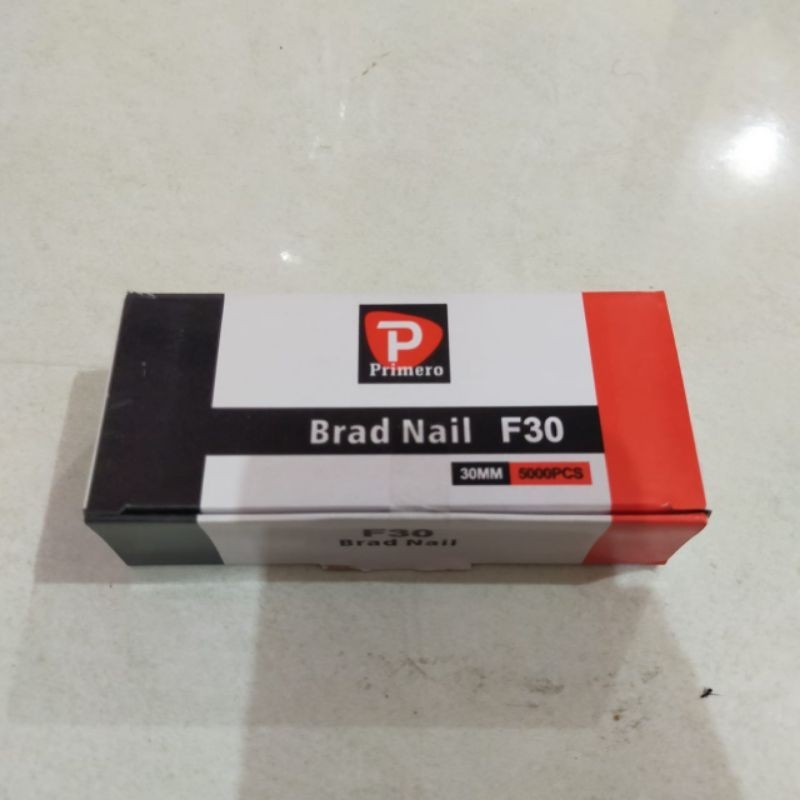 P
Primero
Brad Nail F30
30MM 5000PCS
F30
Brad Nail